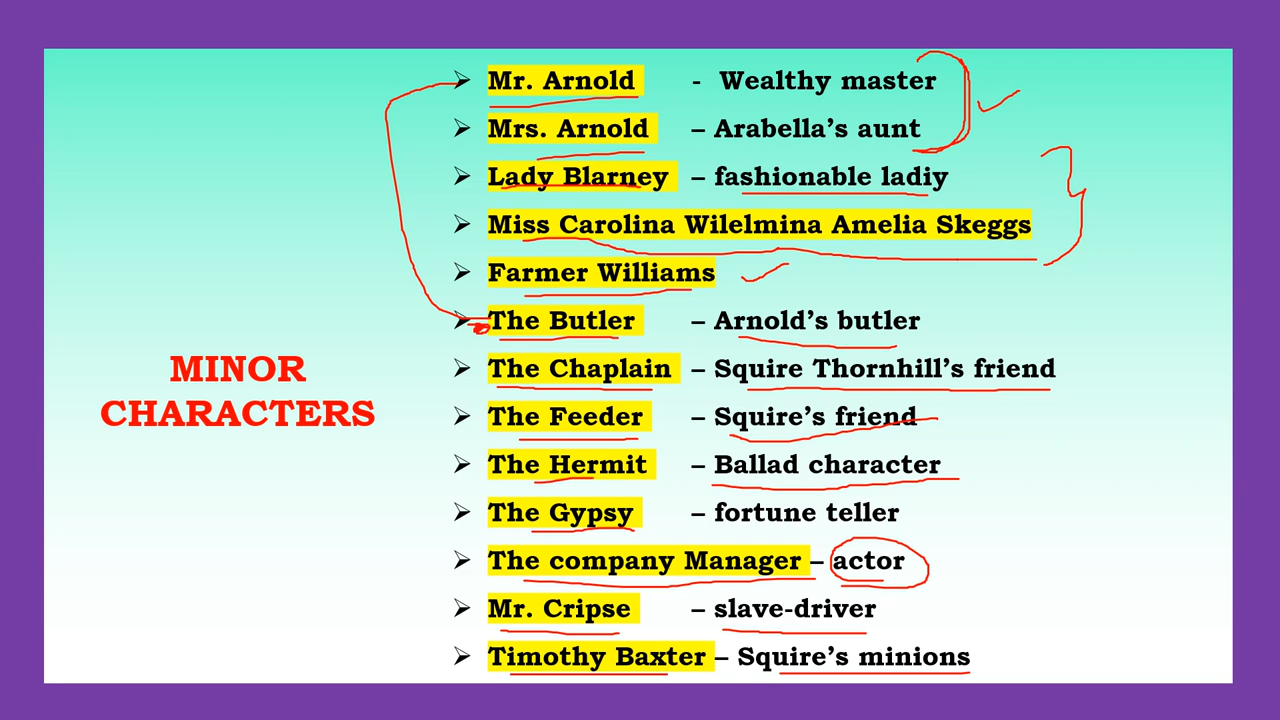 MINOR
CHARACTERS
Mr. Arnold - Wealthy master
Mrs. Arnold – Arabella's aunt
Lady Blarney – fashionable ladiy
Miss Carolina Wilelmina Amelia Skeggs
Farmer Williams
The Butler – Arnold's butler
The Chaplain – Squire Thornhill's friend
The Feeder – Squire's friend
The Hermit – Ballad character
The Gypsy – fortune teller
The company Manager – actor
Mr. Cripse – slave-driver
Timothy Baxter – Squire's minions